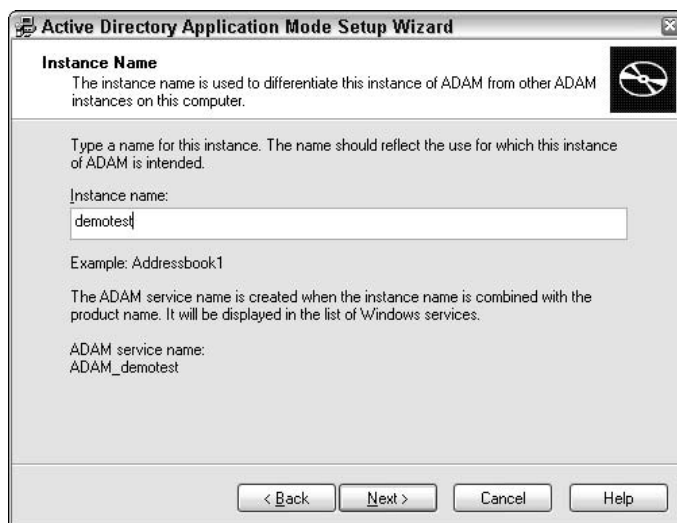 Active Directory Application Mode Setup Wizard
Instance Name
The instance name is used to differentiate this instance of ADAM from other ADAM
instances on this computer.
Type a name for this instance. The name should reflect the use for which this instance
of ADAM is intended.
Instance name:
demotest
Example: Addressbook1
The ADAM service name is created when the instance name is combined with the
product name. It will be displayed in the list of Windows services.
ADAM service name:
ADAM_demotest
< Back Next > Cancel Help